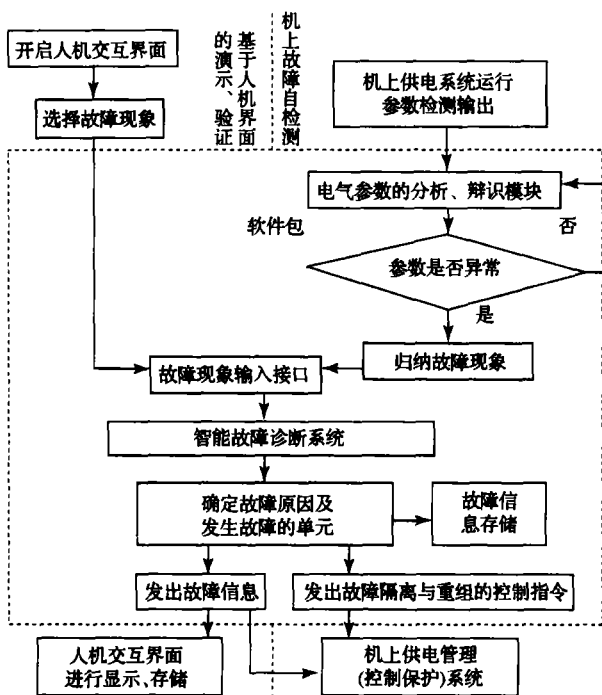 开启人机交互界面
选择故障现象
基于人机界面
的演示、验证
机上故障自检测
机上供电系统运行
参数检测输出
电气参数的分析、辩识模块
软件包
否
参数是否异常
是
归纳故障现象
故障现象输入接口
智能故障诊断系统
确定故障原因及
发生故障的单元
故障信
息存储
发出故障信息
发出故障隔离与重组的控制指令
人机交互界面
进行显示、存储
机上供电管理
(控制保护)系统